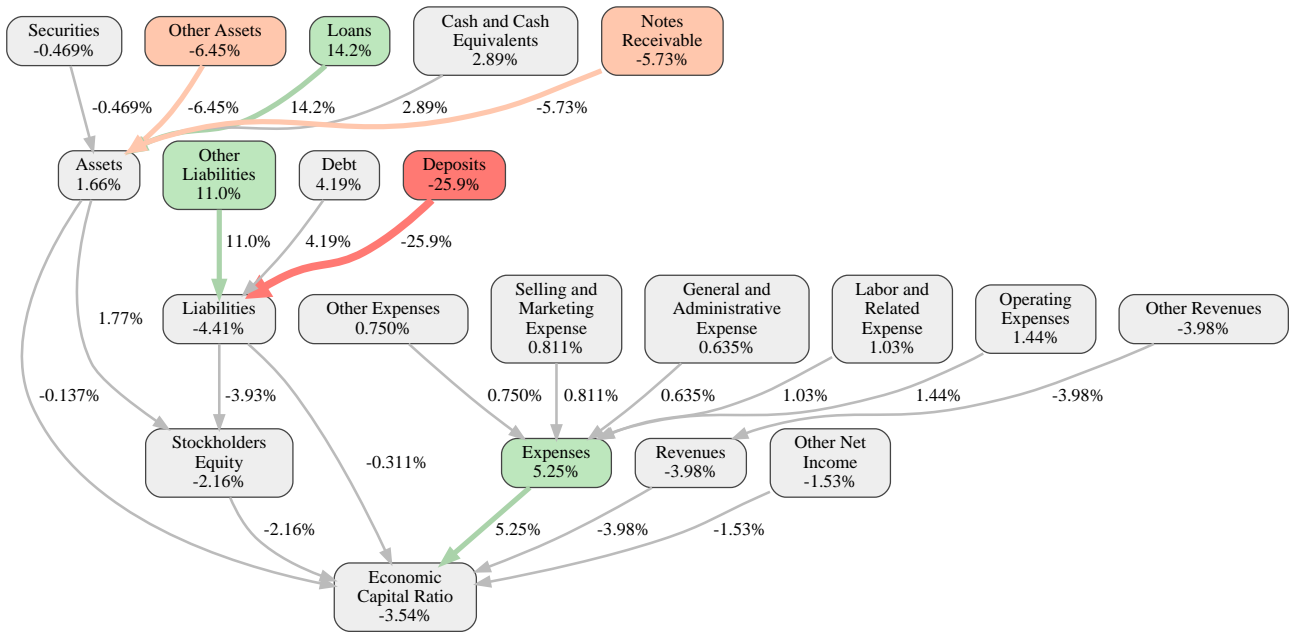 Securities
-0.469%
Other Assets
-6.45%
Loans
14.2%
Cash and Cash
Equivalents
2.89%
Notes
Receivable
-5.73%
-0.469%
-6.45%
14.2%
2.89%
-5.73%
Assets
1.66%
Other
Liabilities
11.0%
Debt
4.19%
Deposits
-25.9%
11.0%
4.19%
-25.9%
1.77%
Liabilities
-4.41%
Other Expenses
0.750%
Selling and
Marketing
Expense
0.811%
General and
Administrative
Expense
0.635%
Labor and
Related
Expense
1.03%
Operating
Expenses
1.44%
Other Revenues
-3.98%
-0.137%
-3.93%
0.750%
0.811%
0.635%
1.03%
1.44%
-3.98%
Stockholders
Equity
-2.16%
-0.311%
Expenses
5.25%
Revenues
-3.98%
Other Net
Income
-1.53%
-2.16%
5.25%
-3.98%
-1.53%
Economic
Capital Ratio
-3.54%